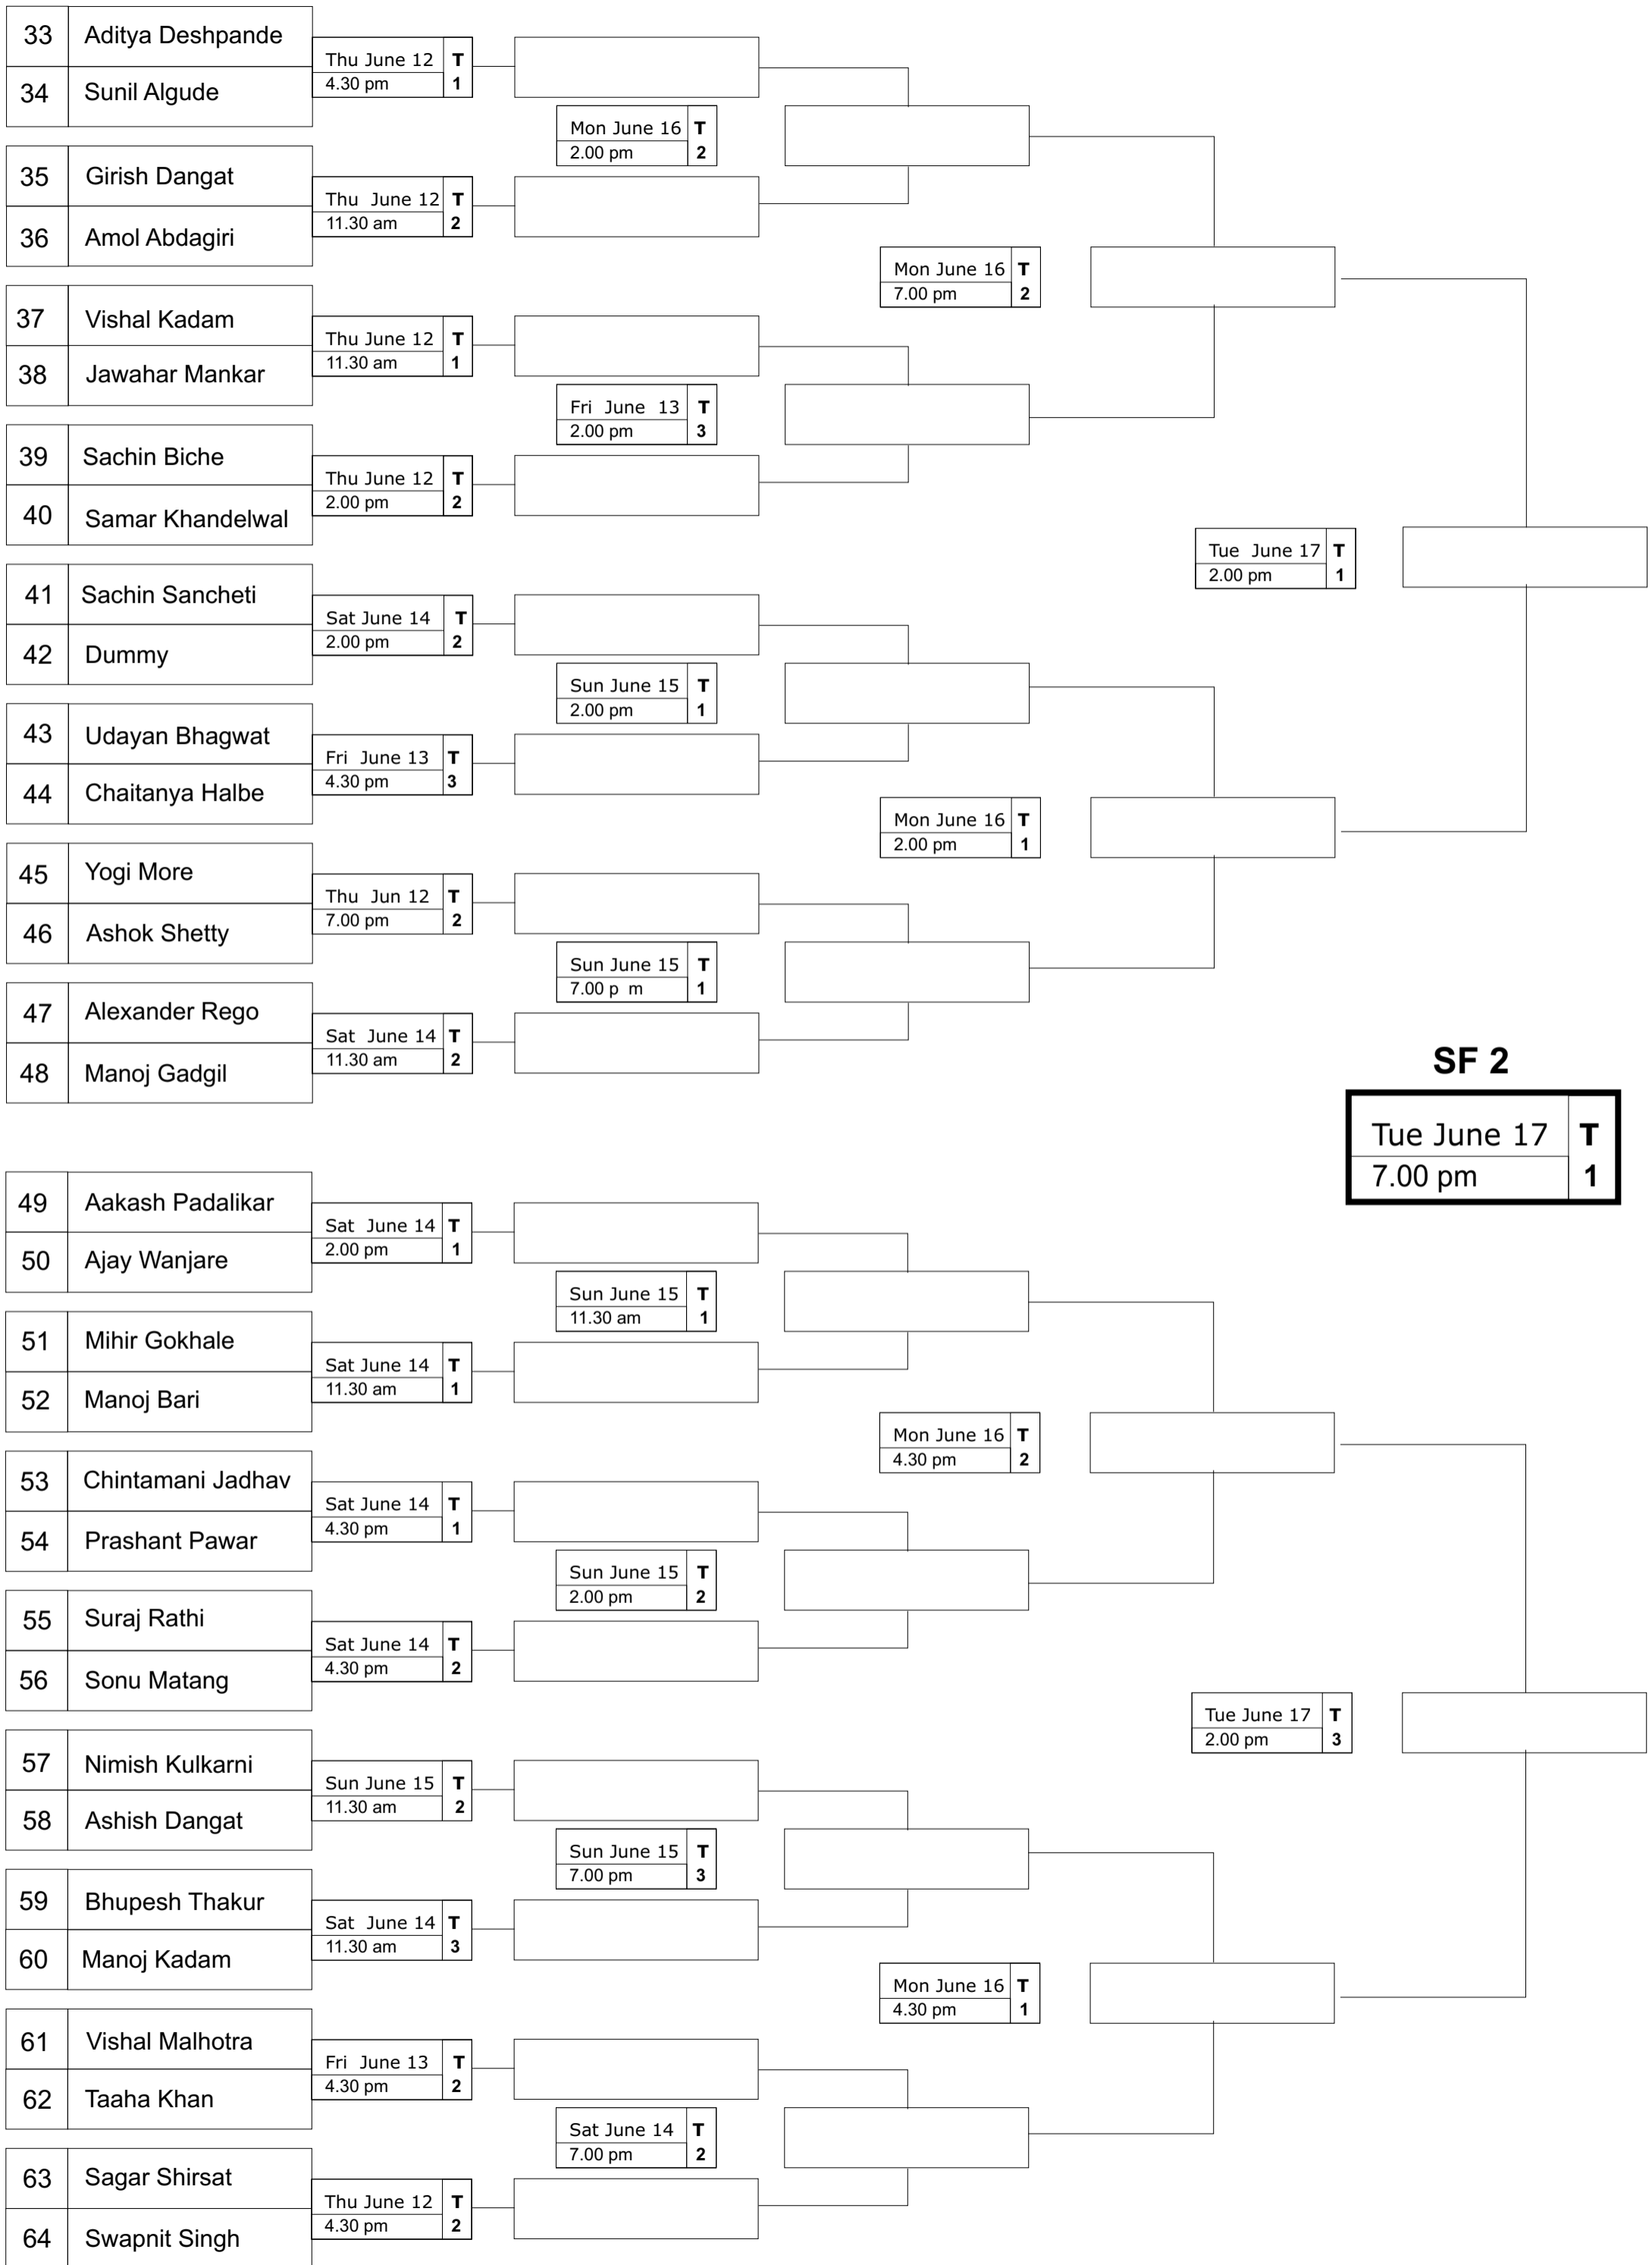 33 Aditya Deshpande
Thu June 12 T
4.30 pm 1
34 Sunil Algude
Mon June 16 T
2.00 pm 2
35 Girish Dangat
Thu June 12 T
11.30 am 2
36 Amol Abdagiri
Mon June 16 T
7.00 pm 2
37 Vishal Kadam
Thu June 12 T
11.30 am 1
38 Jawahar Mankar
Fri June 13 T
2.00 pm 3
39 Sachin Biche
Thu June 12 T
2.00 pm 2
40 Samar Khandelwal
Tue June 17 T
2.00 pm 1
41 Sachin Sancheti
Sat June 14 T
2.00 pm 2
42 Dummy
Sun June 15 T
2.00 pm 1
43 Udayan Bhagwat
Fri June 13 T
4.30 pm 3
44 Chaitanya Halbe
Mon June 16 T
2.00 pm 1
45 Yogi More
Thu Jun 12 T
7.00 pm 2
46 Ashok Shetty
Sun June 15 T
7.00 p m 1
47 Alexander Rego
Sat June 14 T
11.30 am 2
48 Manoj Gadgil
SF 2
Tue June 17 T
7.00 pm 1
49 Aakash Padalikar
Sat June 14 T
2.00 pm 1
50 Ajay Wanjare
Sun June 15 T
11.30 am 1
51 Mihir Gokhale
Sat June 14 T
11.30 am 1
52 Manoj Bari
Mon June 16 T
4.30 pm 2
53 Chintamani Jadhav
Sat June 14 T
4.30 pm 1
54 Prashant Pawar
Sun June 15 T
2.00 pm 2
55 Suraj Rathi
Sat June 14 T
4.30 pm 2
56 Sonu Matang
Tue June 17 T
2.00 pm 3
57 Nimish Kulkarni
Sun June 15 T
11.30 am 2
58 Ashish Dangat
Sun June 15 T
7.00 pm 3
59 Bhupesh Thakur
Sat June 14 T
11.30 am 3
60 Manoj Kadam
Mon June 16 T
4.30 pm 1
61 Vishal Malhotra
Fri June 13 T
4.30 pm 2
62 Taaha Khan
Sat June 14 T
7.00 pm 2
63 Sagar Shirsat
Thu June 12 T
4.30 pm 2
64 Swapnit Singh